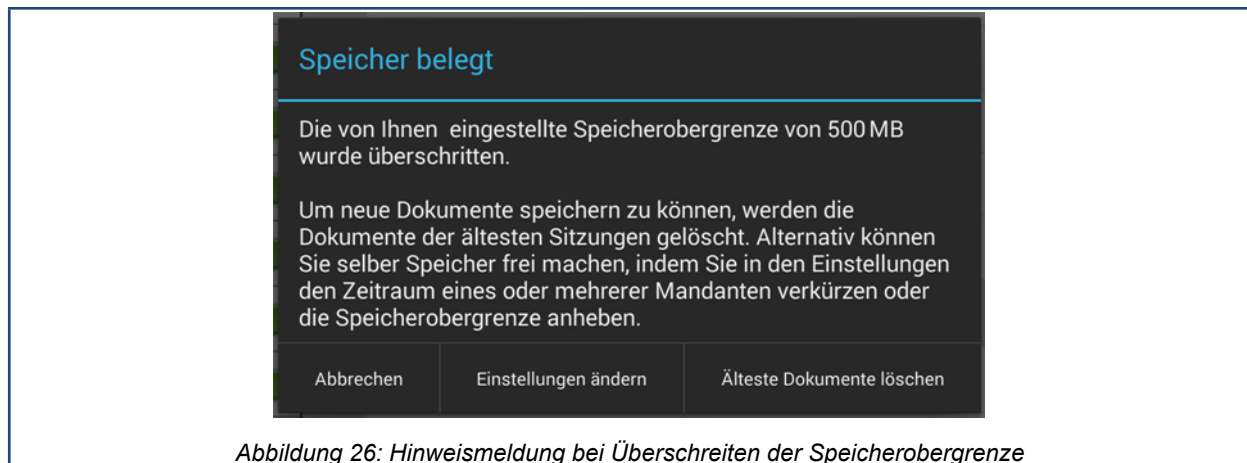 Speicher belegt
Die von Ihnen eingestellte Speicherobergrenze von 500 MB
wurde überschritten.
Um neue Dokumente speichern zu können, werden die
Dokumente der ältesten Sitzungen gelöscht. Alternativ können
Sie selber Speicher frei machen, indem Sie in den Einstellungen
den Zeitraum eines oder mehrerer Mandanten verkürzen oder
die Speicherobergrenze anheben.
Abbrechen
Einstellungen ändern
Älteste Dokumente löschen
Abbildung 26: Hinweismeldung bei Überschreiten der Speicherobergrenze